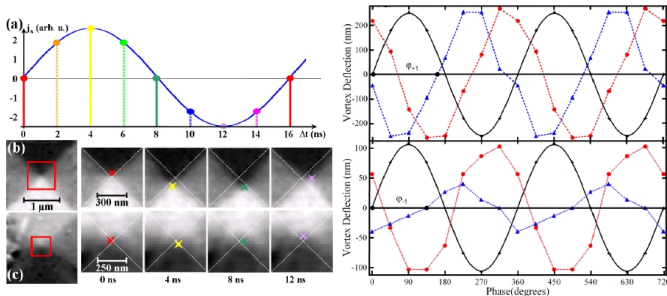 (a)
j_x (arb. u.)
2
1
0
-1
-2
0 2 4 6 8 10 12 14 16 Δt (ns)
(b)
1 μm
300 nm
(c)
250 nm
0 ns 4 ns 8 ns 12 ns
Vortex Deflection (nm)
200
100
0
-100
-200
φ+1
Vortex Deflection (nm)
100
50
0
-50
-100
φ-1
0 90 180 270 360 450 540 630 720
Phase(degrees)